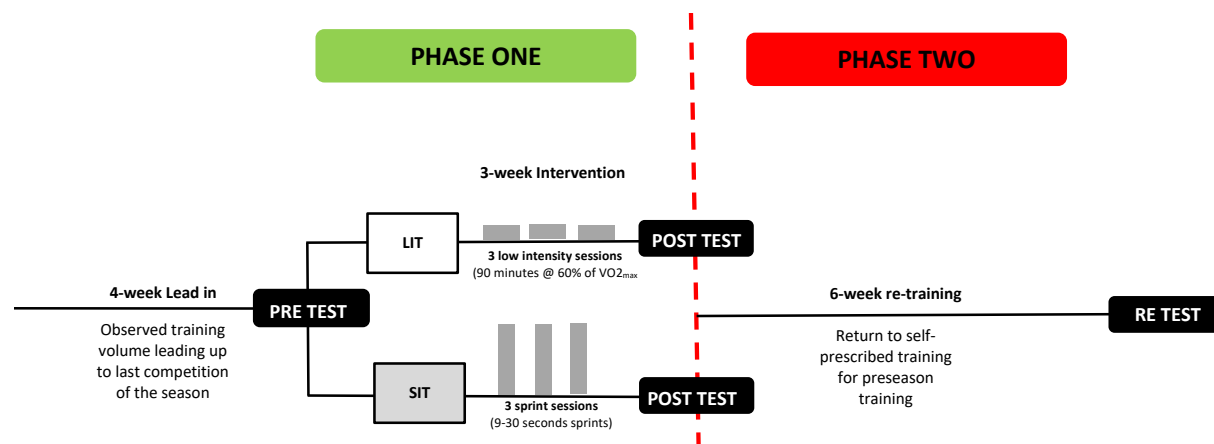 PHASE ONE
PHASE TWO
3-week Intervention
LIT
POST TEST
3 low intensity sessions
(90 minutes @ 60% of VO2max
4-week Lead in
PRE TEST
Observed training
volume leading up
to last competition
of the season
SIT
POST TEST
3 sprint sessions
(9-30 seconds sprints)
6-week re-training
RE TEST
Return to self-
prescribed training
for preseason
training